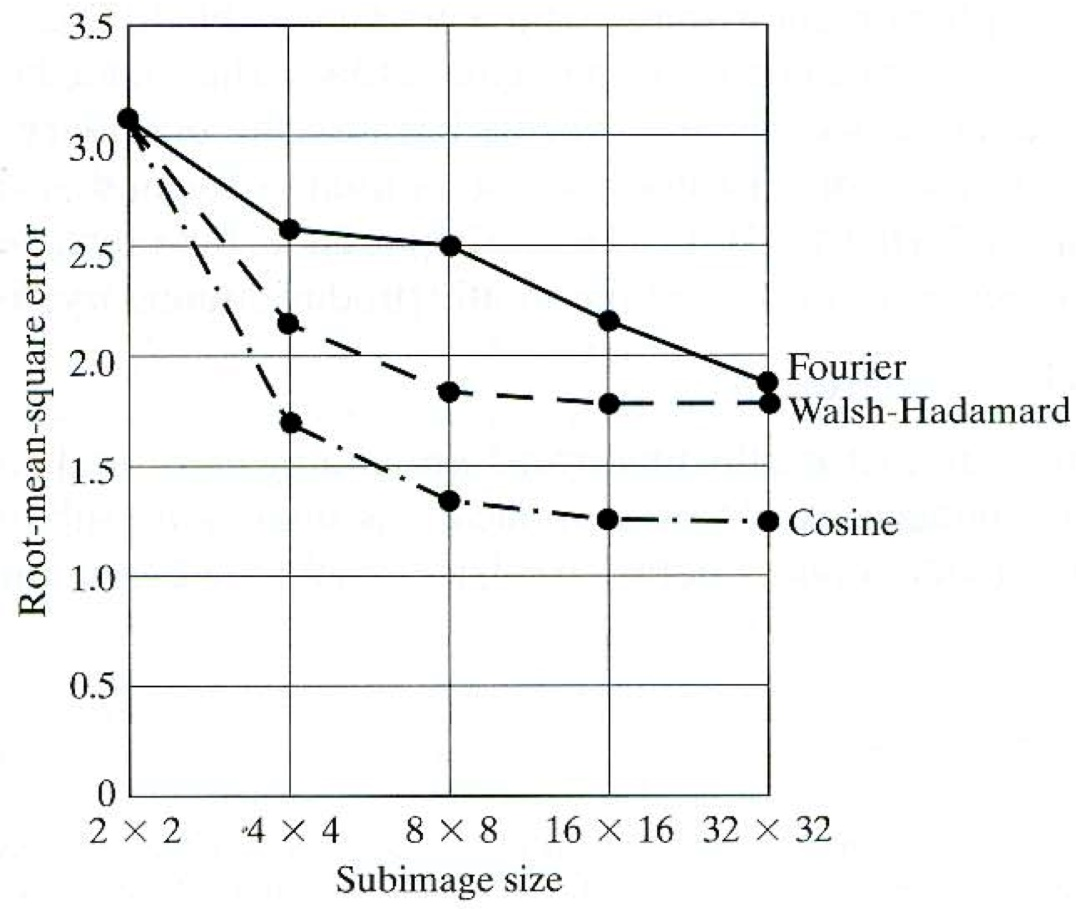 3.5
3.0
2.5
2.0
1.5
1.0
0.5
0
Root-mean-square error
Fourier
Walsh-Hadamard
Cosine
2 × 2 4 × 4 8 × 8 16 × 16 32 × 32
Subimage size